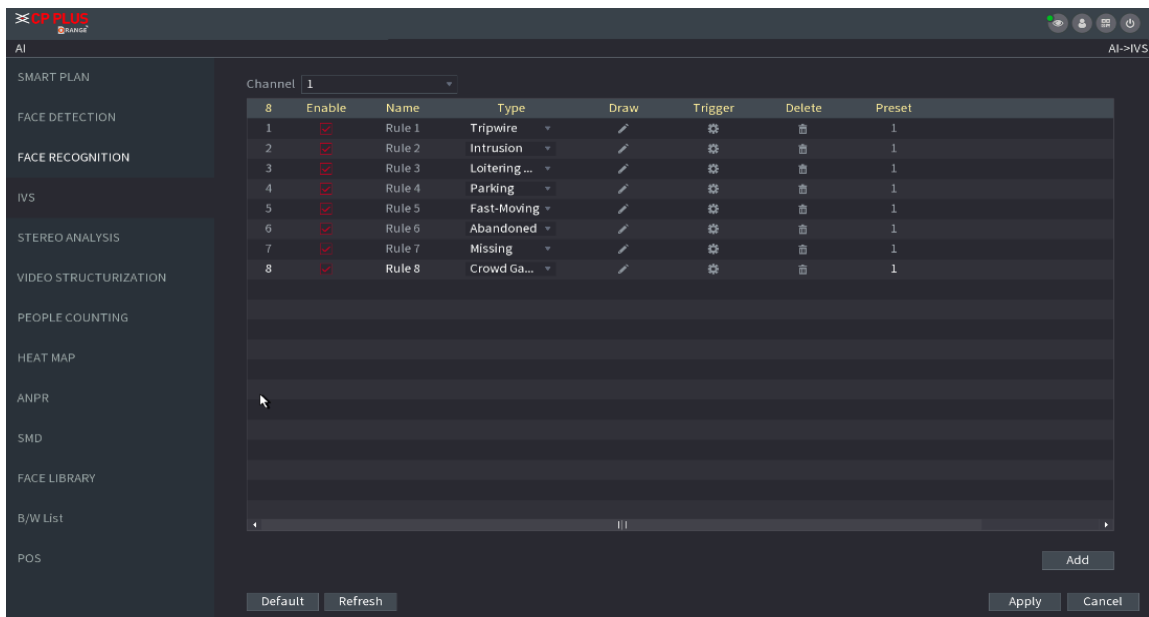 CP PLUS
ORANGE
AI AI->IVS
SMART PLAN
FACE DETECTION
FACE RECOGNITION
IVS
STEREO ANALYSIS
VIDEO STRUCTURIZATION
PEOPLE COUNTING
HEAT MAP
ANPR
SMD
FACE LIBRARY
B/W List
POS
Channel 1
8 Enable Name Type Draw Trigger Delete Preset
1 Rule 1 Tripwire 1
2 Rule 2 Intrusion 1
3 Rule 3 Loitering ... 1
4 Rule 4 Parking 1
5 Rule 5 Fast-Moving 1
6 Rule 6 Abandoned 1
7 Rule 7 Missing 1
8 Rule 8 Crowd Ga... 1
Add
Default Refresh Apply Cancel